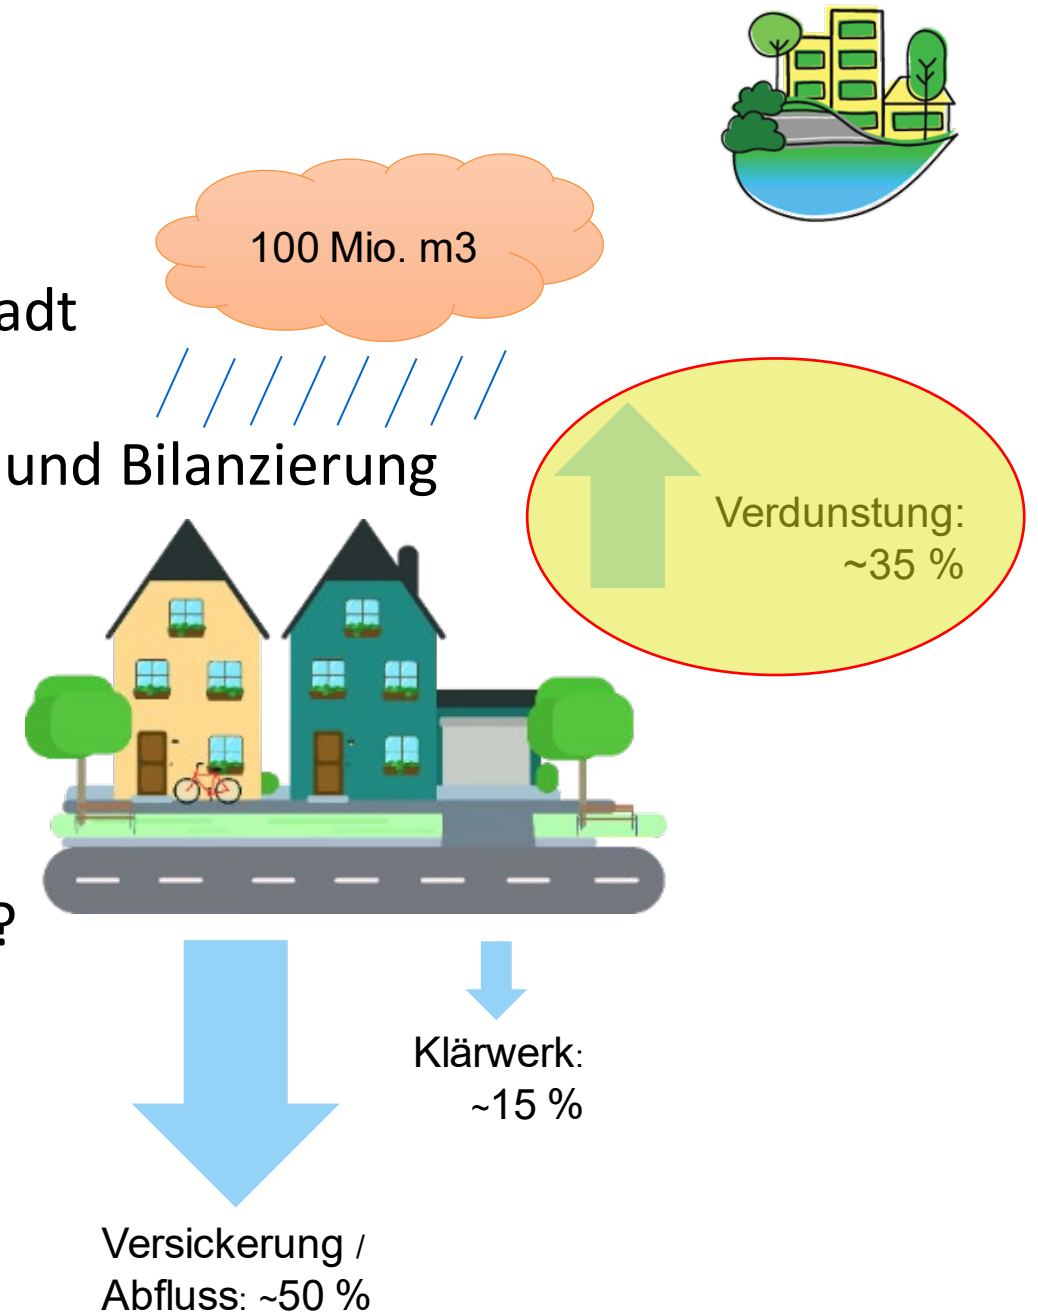 100 Mio. m3
adt
und Bilanzierung
Verdunstung:
~35 %
?
Klärwerk:
~15 %
Versickerung /
Abfluss: ~50 %